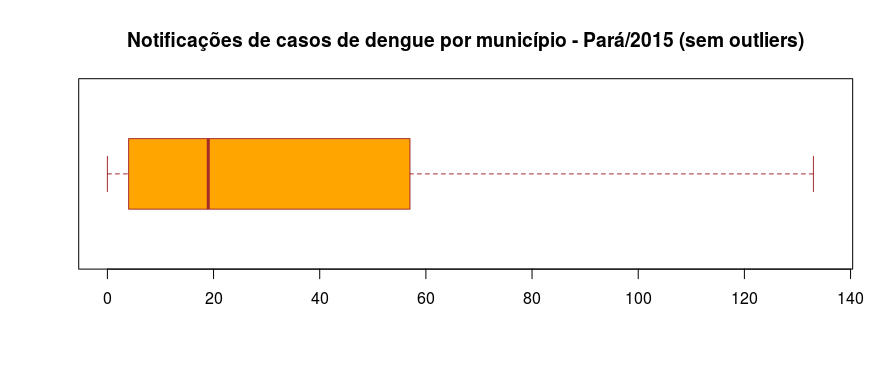 Notificações de casos de dengue por município - Pará/2015 (sem outliers)
0 20 40 60 80 100 120 140